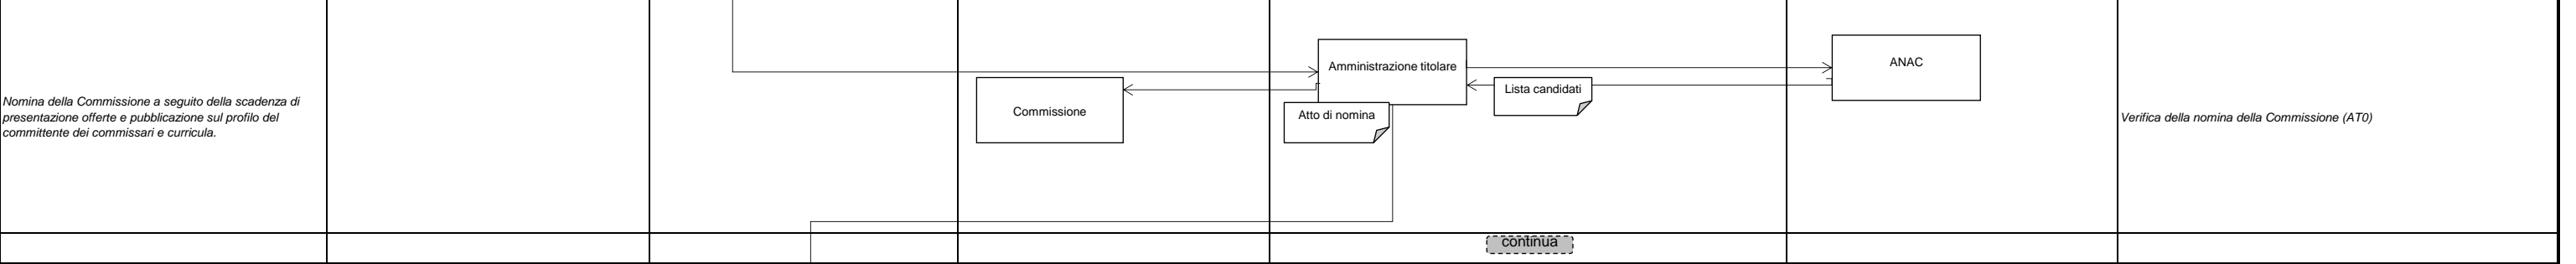 Nomina della Commissione a seguito della scadenza di
presentazione offerte e pubblicazione sul profilo del
committente dei commissari e curricula.
Commissione
Amministrazione titolare
Atto di nomina
Lista candidati
ANAC
Verifica della nomina della Commissione (AT0)
continua